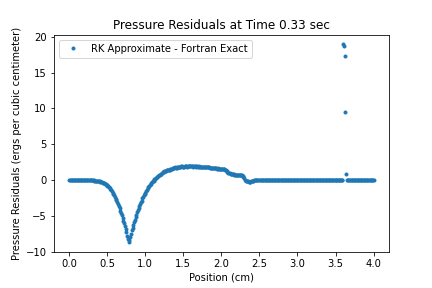 Pressure Residuals at Time 0.33 sec
Pressure Residuals (ergs per cubic centimeter)
20
15
10
5
0
−5
−10
RK Approximate - Fortran Exact
0.0 0.5 1.0 1.5 2.0 2.5 3.0 3.5 4.0
Position (cm)